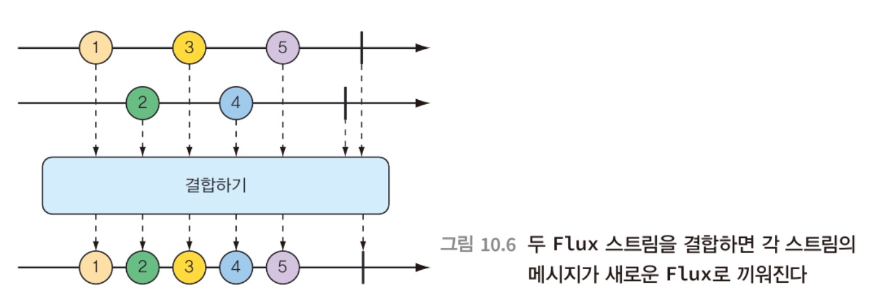 1 3 5
2 4
결합하기
1 2 3 4 5
그림 10.6 두 Flux 스트림을 결합하면 각 스트림의
메시지가 새로운 Flux로 끼워진다